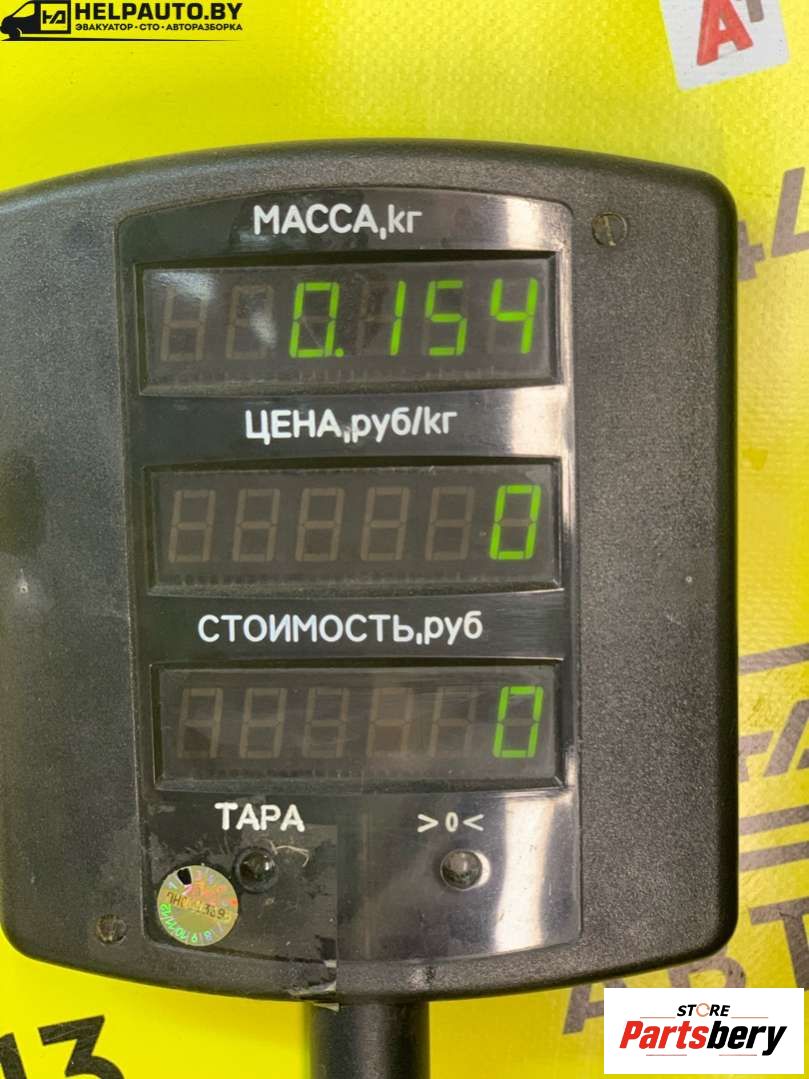 HELPAUTO.BY
ЭВАКУАТОР•СТО•АВТОРАЗБОРКА
МАССА,кг
0.154
ЦЕНА,руб/кг
0
СТОИМОСТЬ,руб
0
ТАРА >0<
STORE
Partsbery